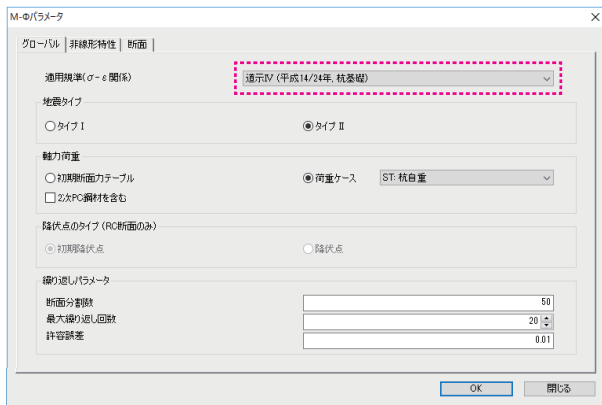 M-Φパラメータ
グローバル 非線形特性 断面
適用規準(σ-ε関係) 道示Ⅳ (平成14/24年, 杭基礎)
地震タイプ
タイプ I タイプ II
軸力荷重
初期断面力テーブル 荷重ケース ST: 杭自重
2次PC鋼材を含む
降伏点のタイプ (RC断面のみ)
初期降伏点 降伏点
繰り返しパラメータ
断面分割数 50
最大繰り返し回数 20
許容誤差 0.01
OK 閉じる